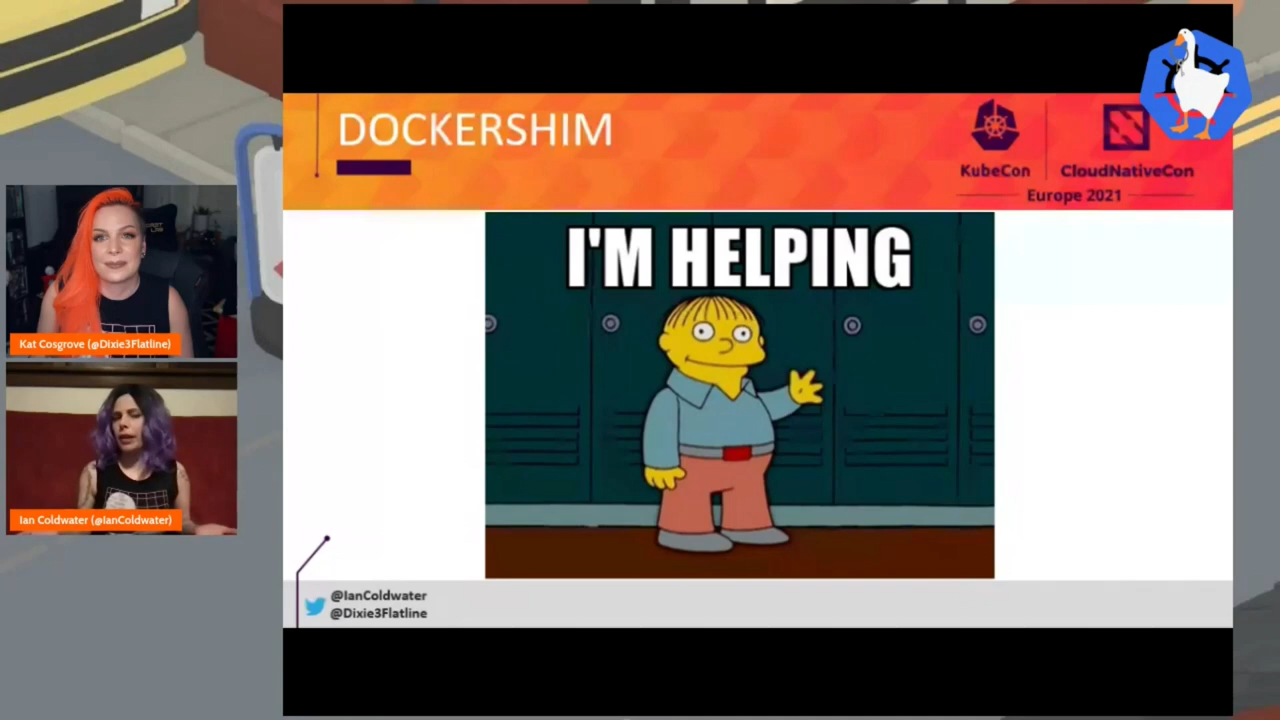 DOCKERSHIM
KubeCon
CloudNativeCon
Europe 2021
I'M HELPING
Kat Cosgrove (@Dixie3Flatline)
Ian Coldwater (@IanColdwater)
@IanColdwater
@Dixie3Flatline